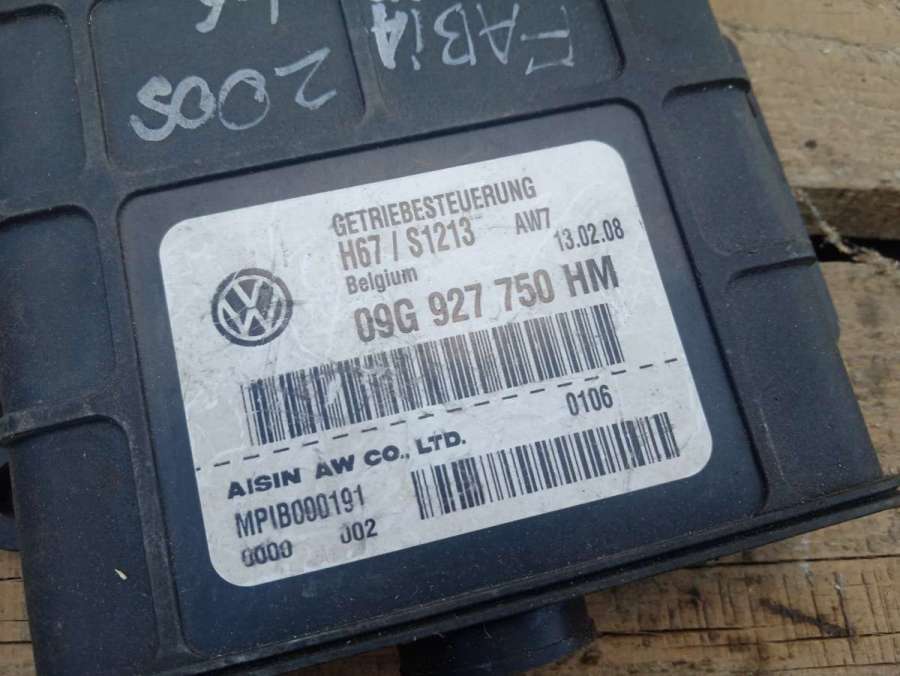 FABIA
2005
GETRIEBESTEUERUNG
H67 / S1213 AW7 13.02.08
Belgium
09G 927 750 HM
0106
AISIN AW CO., LTD.
MPIB000191
0000 002